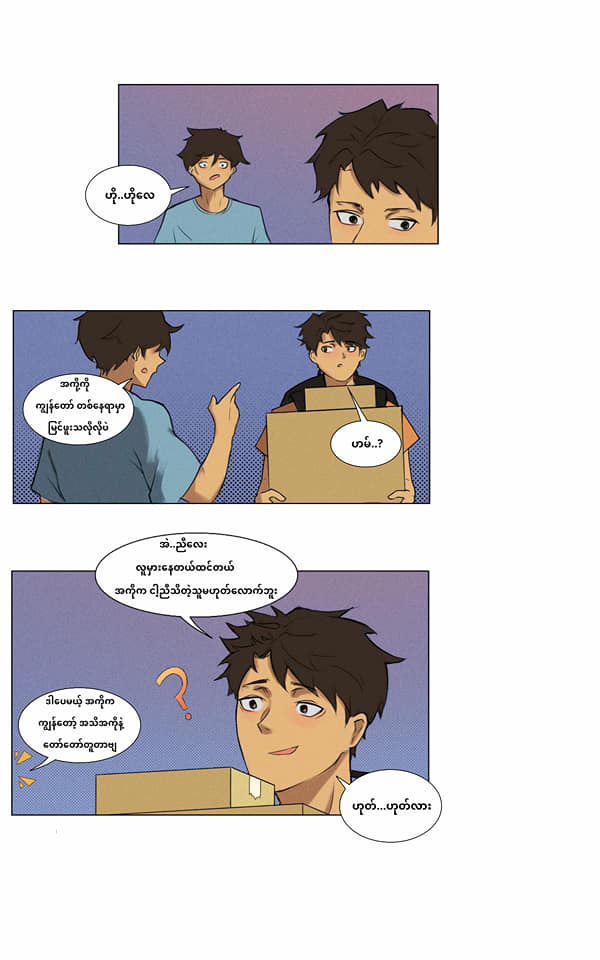 ဟို..ဟိုလေ
အကို့ကို
ကျွန်တော် တစ်နေရာမှာ
မြင်ဖူးသလိုလိုပဲ
ဟမ်..?
အဲ..ညီလေး
လူမှားနေတယ်ထင်တယ်
အကိုက ငါ့ညီသိတဲ့သူမဟုတ်လောက်ဘူး
ဒါပေမယ့် အကိုက
ကျွန်တော့် အသိအကိုနဲ့
တော်တော်တူတာဗျ
ဟုတ်...ဟုတ်လား